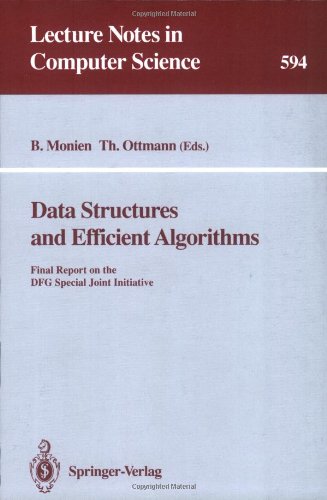 Lecture Notes in
Computer Science
594
B. Monien Th. Ottmann (Eds.)
Data Structures
and Efficient Algorithms
Final Report on the
DFG Special Joint Initiative
Springer-Verlag